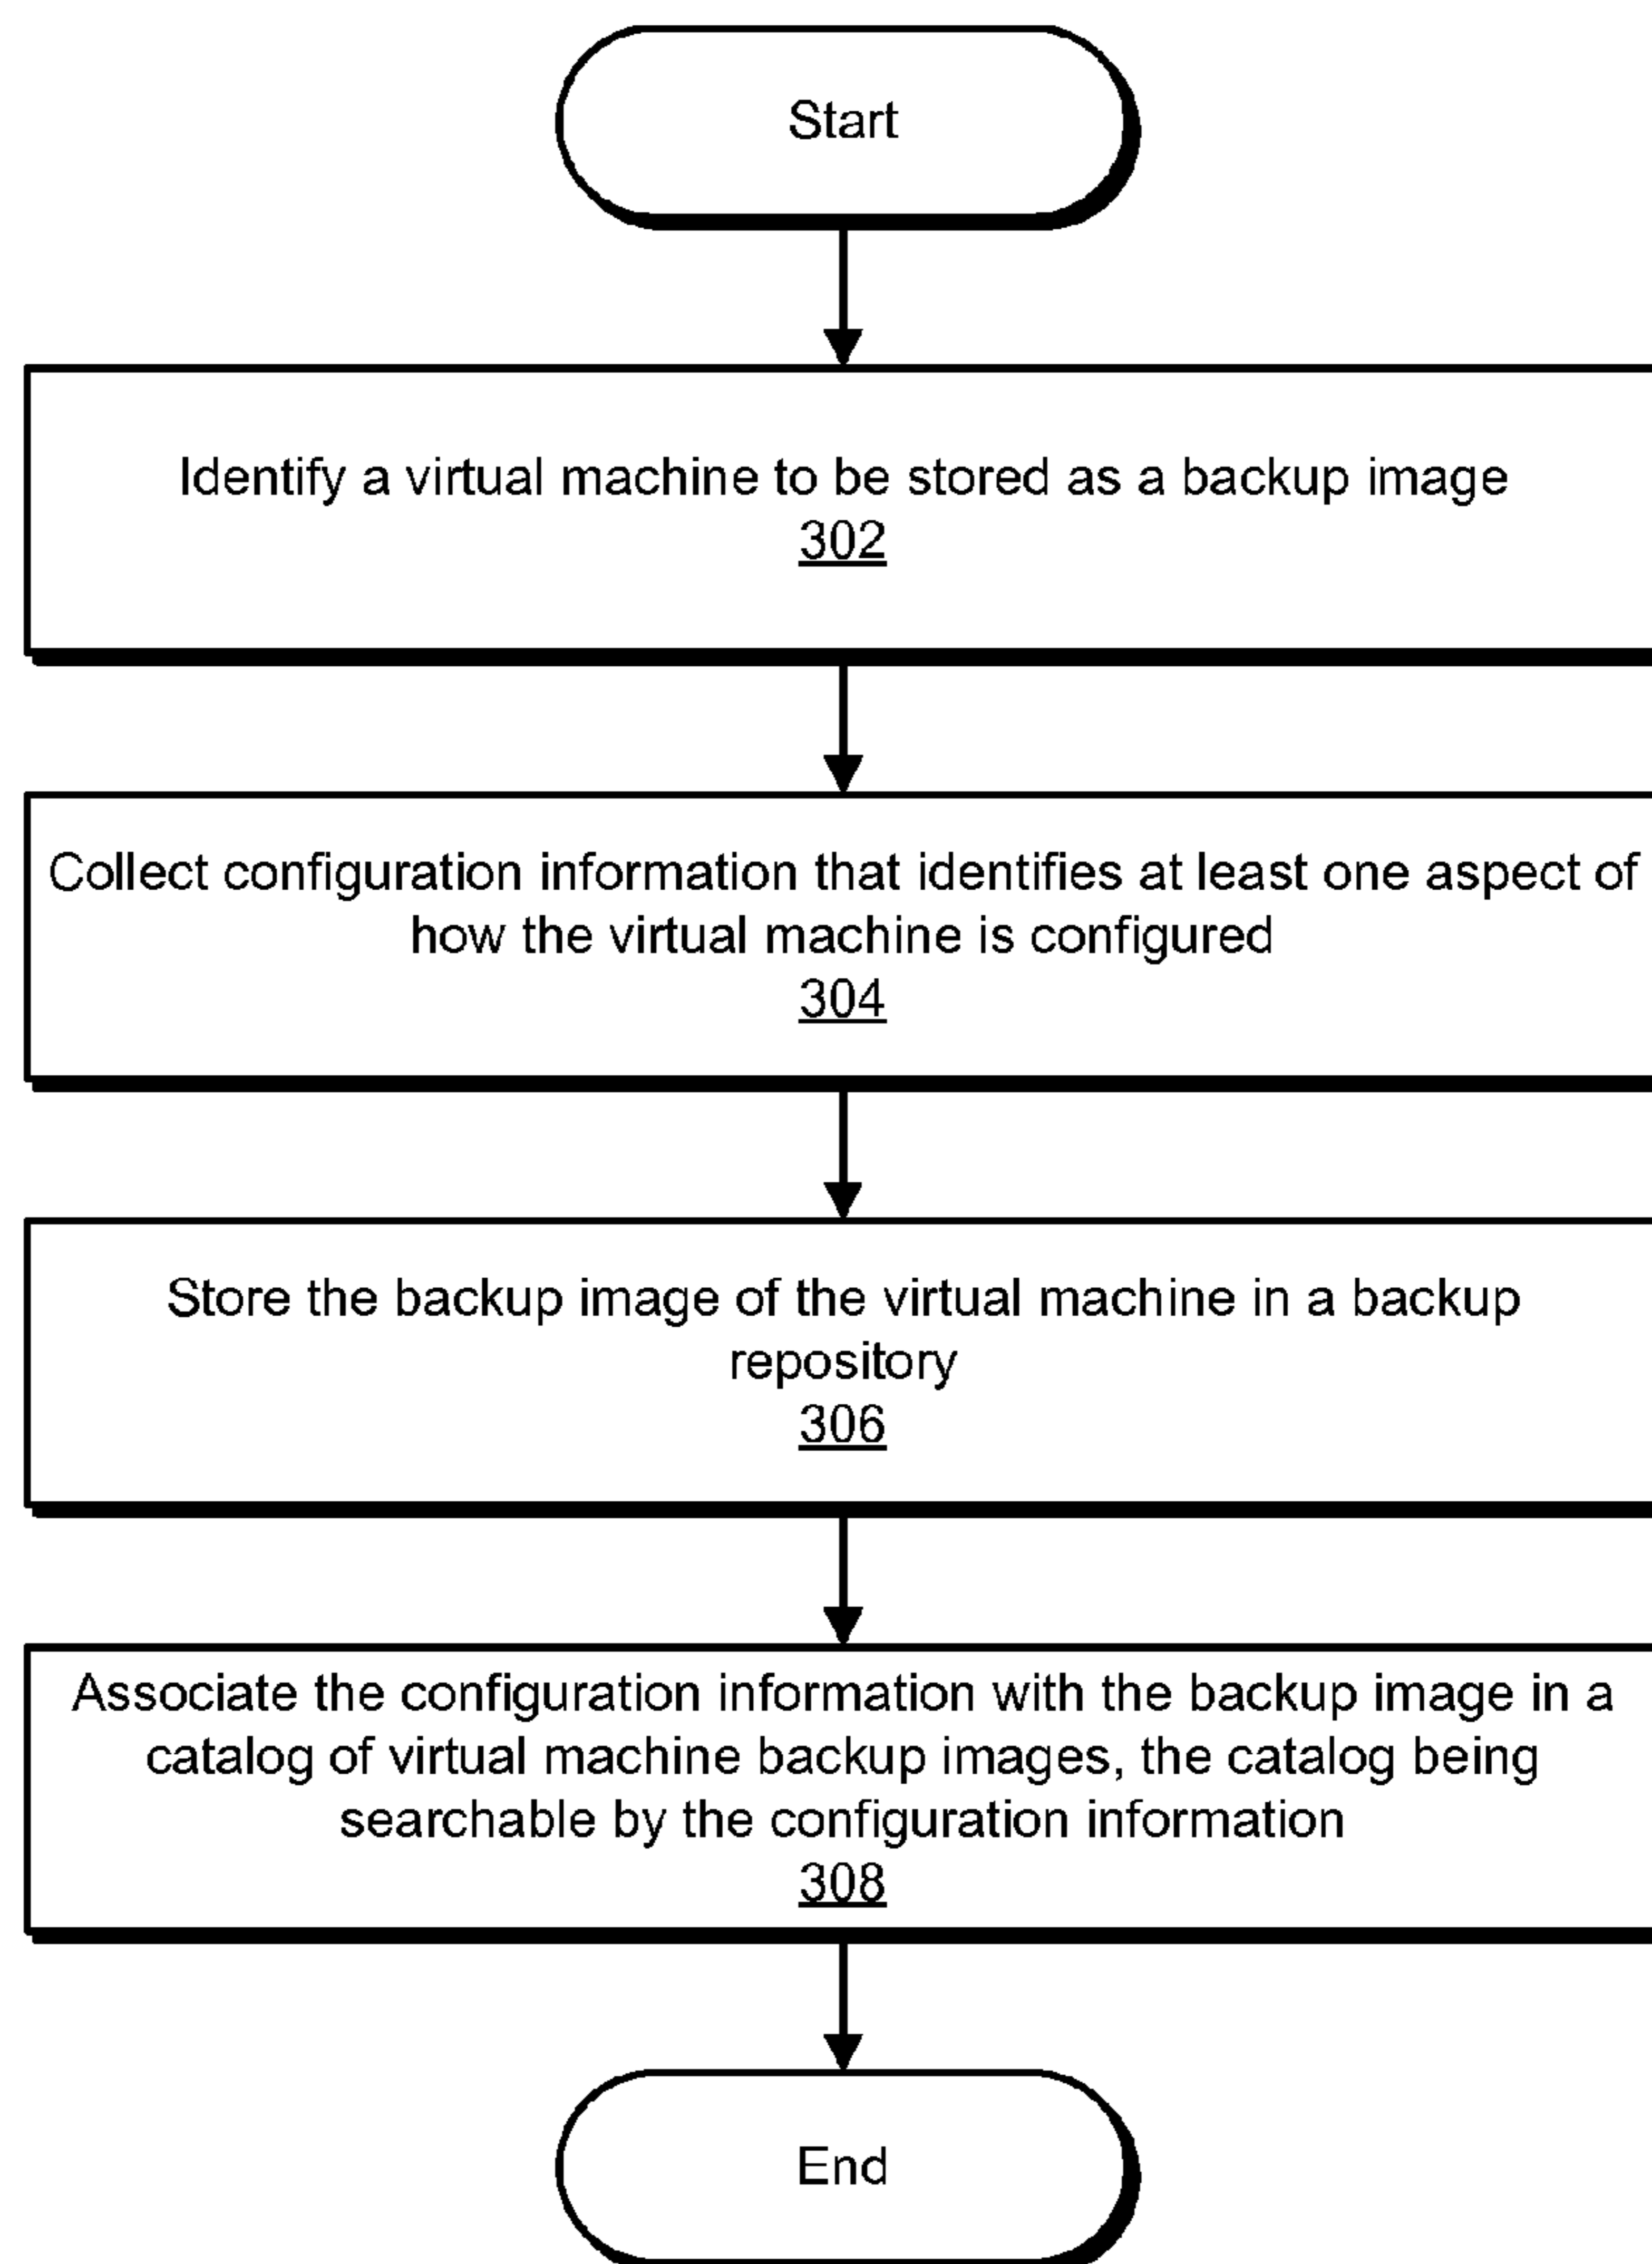 Start
Identify a virtual machine to be stored as a backup image
302
Collect configuration information that identifies at least one aspect of
how the virtual machine is configured
304
Store the backup image of the virtual machine in a backup
repository
306
Associate the configuration information with the backup image in a
catalog of virtual machine backup images, the catalog being
searchable by the configuration information
308
End